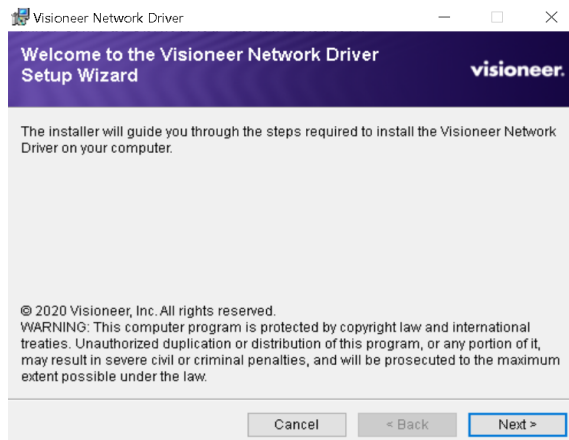 Visioneer Network Driver
Welcome to the Visioneer Network Driver
Setup Wizard
visioneer.
The installer will guide you through the steps required to install the Visioneer Network
Driver on your computer.
© 2020 Visioneer, Inc. All rights reserved.
WARNING: This computer program is protected by copyright law and international
treaties. Unauthorized duplication or distribution of this program, or any portion of it,
may result in severe civil or criminal penalties, and will be prosecuted to the maximum
extent possible under the law.
Cancel
< Back
Next >